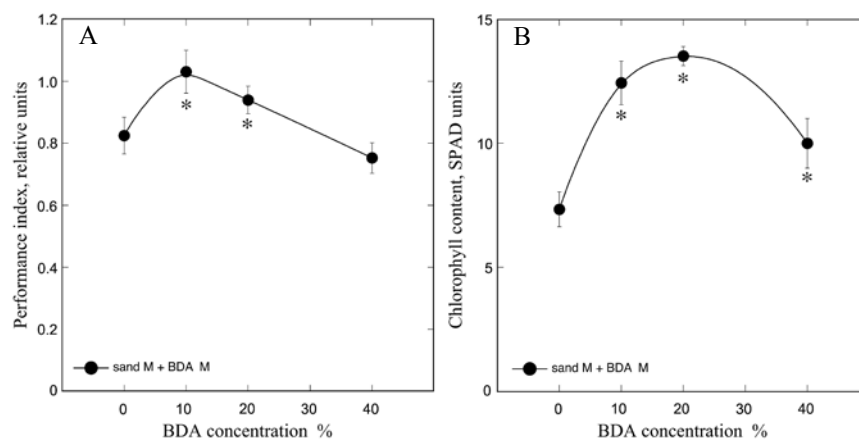 A
Performance index, relative units
1.2
1.0
0.8
0.6
0.4
0.2
0
*
*
sand M + BDA M
0 10 20 30 40
BDA concentration %
B
Chlorophyll content, SPAD units
15
10
5
0
*
*
*
sand M + BDA M
0 10 20 30 40
BDA concentration %